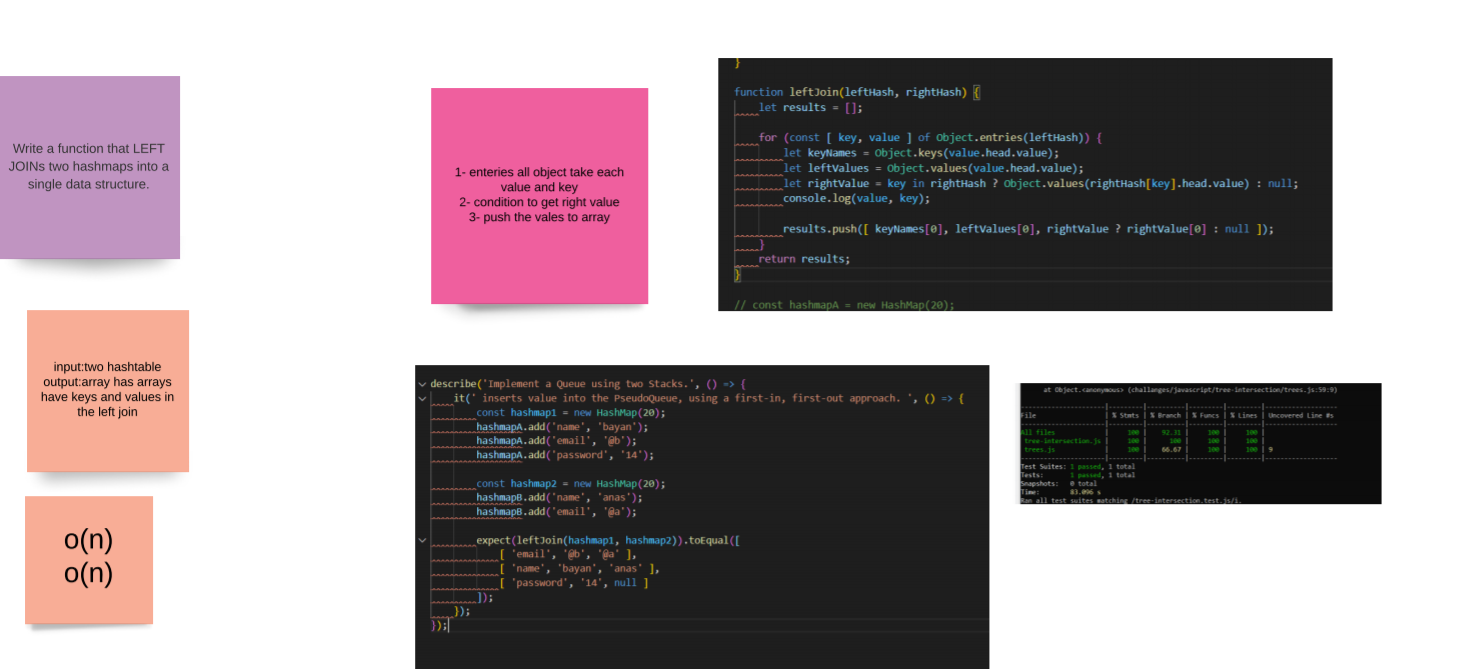 Write a function that LEFT
JOINs two hashmaps into a
single data structure.
input:two hashtable
output:array has arrays
have keys and values in
the left join
o(n)
o(n)
1- enteries all object take each
value and key
2- condition to get right value
3- push the vales to array
}
function leftJoin(leftHash, rightHash) {
let results = [];
for (const [ key, value ] of Object.entries(leftHash)) {
let keyNames = Object.keys(value.head.value);
let leftValues = Object.values(value.head.value);
let rightValue = key in rightHash ? Object.values(rightHash[key].head.value) : null;
console.log(value, key);
results.push([ keyNames[0], leftValues[0], rightValue ? rightValue[0] : null ]);
}
return results;
}
// const hashmapA = new HashMap(20);
describe('Implement a Queue using two Stacks.', () => {
it(' inserts value into the PseudoQueue, using a first-in, first-out approach. ', () => {
const hashmap1 = new HashMap(20);
hashmapA.add('name', 'bayan');
hashmapA.add('email', '@b');
hashmapA.add('password', '14');
const hashmap2 = new HashMap(20);
hashmapB.add('name', 'anas');
hashmapB.add('email', '@a');
expect(leftJoin(hashmap1, hashmap2)).toEqual([
[ 'email', '@b', '@a' ],
[ 'name', 'bayan', 'anas' ],
[ 'password', '14', null ]
]);
});
});
at Object.<anonymous> (challanges/javascript/tree-intersection/trees.js:59:9)
File | % Stmts | % Branch | % Funcs | % Lines | Uncovered Line #s
All files | 100 | 92.31 | 100 | 100 |
tree-intersection.js | 100 | 100 | 100 | 100 |
trees.js | 100 | 66.67 | 100 | 100 | 9
Test Suites: 1 passed, 1 total
Tests: 1 passed, 1 total
Snapshots: 0 total
Time: 83.096 s
Ran all test suites matching /tree-intersection.test.js/i.